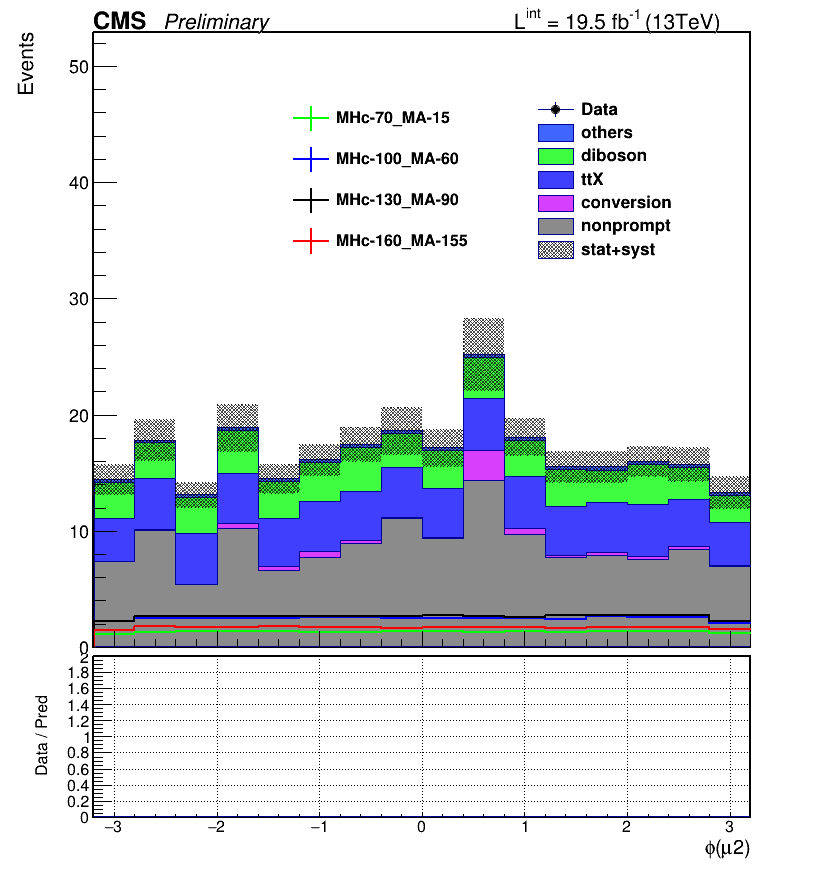 CMS Preliminary L^int = 19.5 fb^-1 (13TeV)
Events
50
40
30
20
10
0
MHc-70_MA-15
MHc-100_MA-60
MHc-130_MA-90
MHc-160_MA-155
Data
others
diboson
ttX
conversion
nonprompt
stat+syst
Data / Pred
2
1.8
1.6
1.4
1.2
1
0.8
0.6
0.4
0.2
0
−3 −2 −1 0 1 2 3
ϕ(μ2)